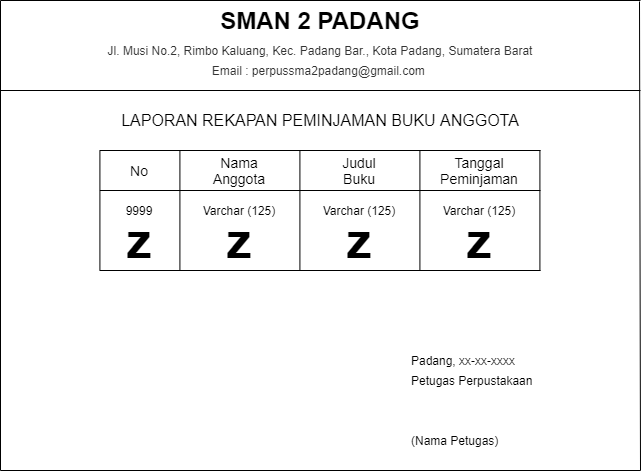 SMAN 2 PADANG
Jl. Musi No.2, Rimbo Kaluang, Kec. Padang Bar., Kota Padang, Sumatera Barat
Email : perpussma2padang@gmail.com
LAPORAN REKAPAN PEMINJAMAN BUKU ANGGOTA
No Nama Anggota Judul Buku Tanggal Peminjaman
9999 Varchar (125) Varchar (125) Varchar (125)
Z Z Z Z
Padang, xx-xx-xxxx
Petugas Perpustakaan
(Nama Petugas)